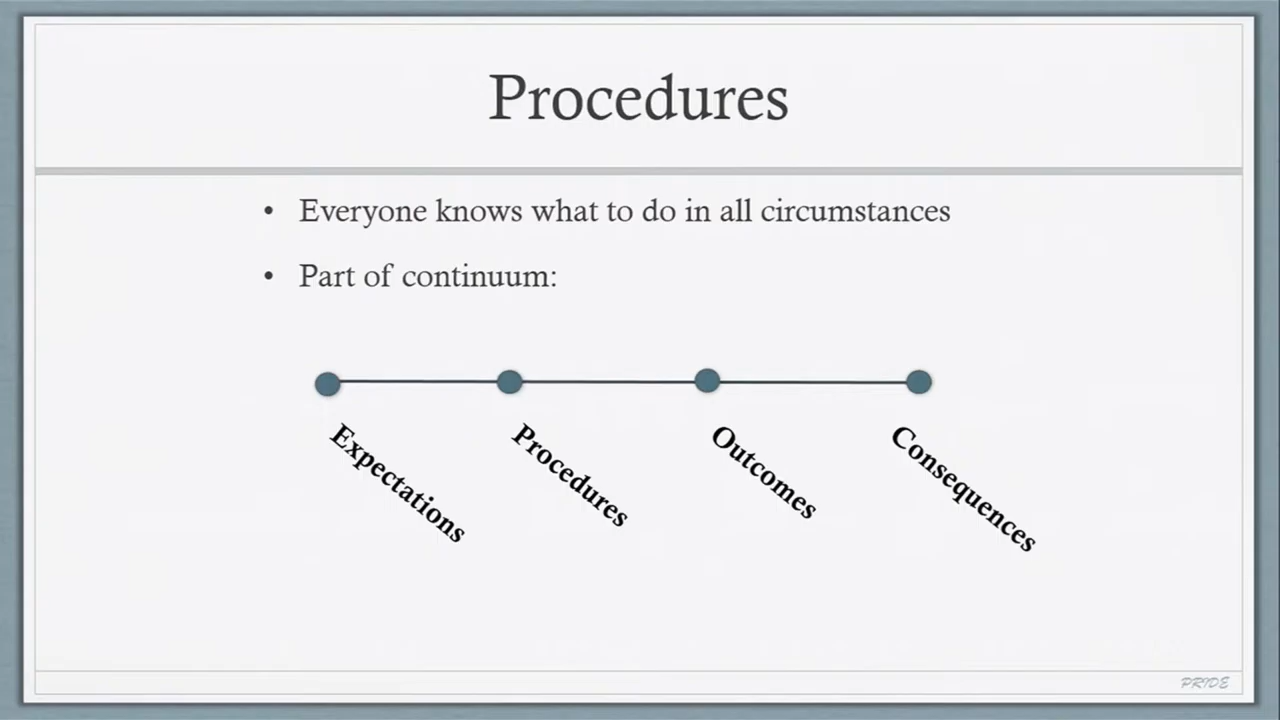 Procedures
• Everyone knows what to do in all circumstances
• Part of continuum:
Expectations
Procedures
Outcomes
Consequences
PRIDE